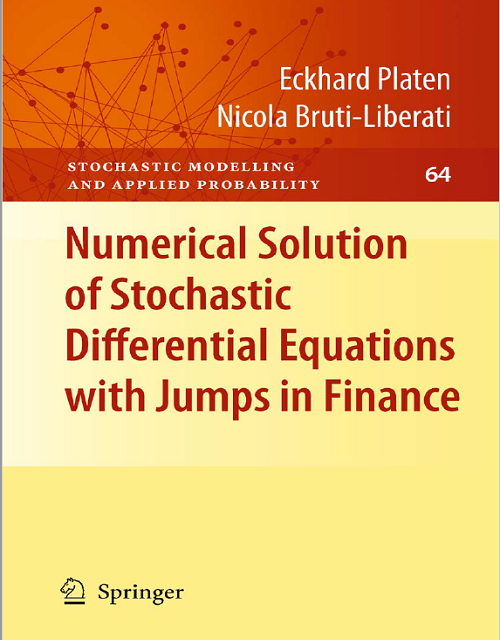 Eckhard Platen
Nicola Bruti-Liberati
STOCHASTIC MODELLING
AND APPLIED PROBABILITY
64
Numerical Solution
of Stochastic
Differential Equations
with Jumps in Finance
Springer